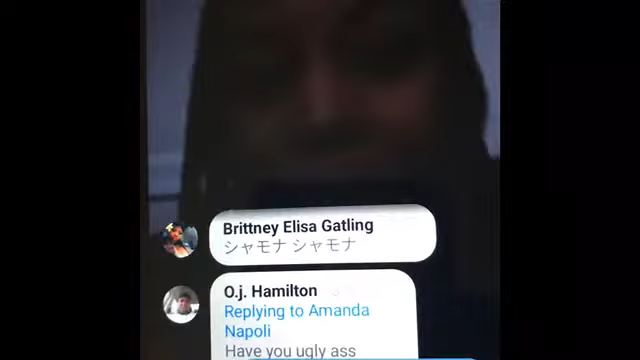 Brittney Elisa Gatling
シャモナ シャモナ
O.j. Hamilton
Replying to Amanda
Napoli
Have you ugly ass